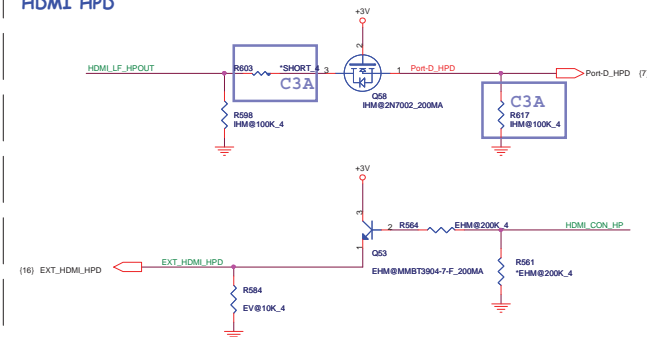 HDMI HPD
+3V
2
HDMI_LF_HPOUT
R603
*SHORT_4
3
1
Port-D_HPD
Port-D_HPD (7
C3A
Q58
IHM@2N7002_200MA
R598
IHM@100K_4
C3A
R617
IHM@100K_4
+3V
3
2
R564
EHM@200K_4
HDMI_CON_HP
1
Q53
EHM@MMBT3904-7-F_200MA
R561
*EHM@200K_4
(16) EXT_HDMI_HPD
EXT_HDMI_HPD
R584
EV@10K_4